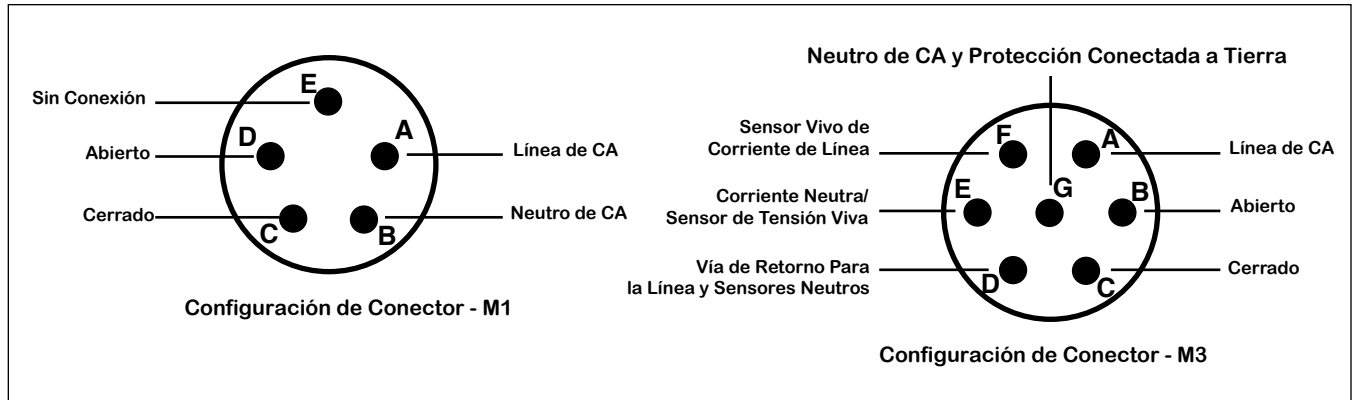 E
Sin Conexión
D
A
Abierto
Línea de CA
Cerrado
Neutro de CA
C
B
Configuración de Conector - M1
Neutro de CA y Protección Conectada a Tierra
Sensor Vivo de
Corriente de Línea
F
A
Línea de CA
Corriente Neutra/
Sensor de Tensión Viva
E
G
B
Abierto
Vía de Retorno Para
la Línea y Sensores Neutros
D
C
Cerrado
Configuración de Conector - M3